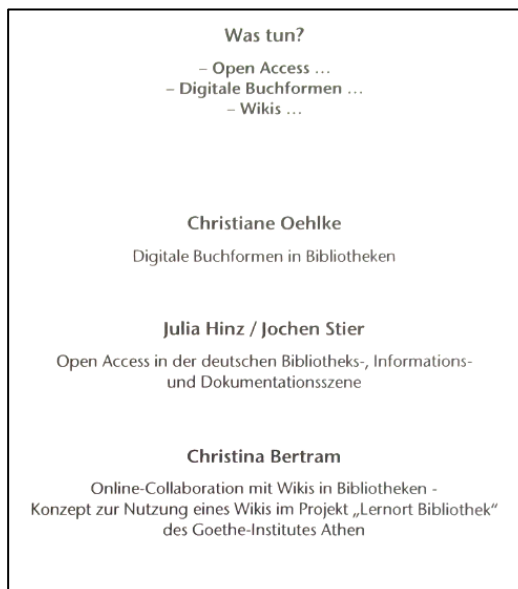 Was tun?
– Open Access …
– Digitale Buchformen …
– Wikis …
Christiane Oehlke
Digitale Buchformen in Bibliotheken
Julia Hinz / Jochen Stier
Open Access in der deutschen Bibliotheks-, Informations-
und Dokumentationsszene
Christina Bertram
Online-Collaboration mit Wikis in Bibliotheken -
Konzept zur Nutzung eines Wikis im Projekt „Lernort Bibliothek“
des Goethe-Institutes Athen